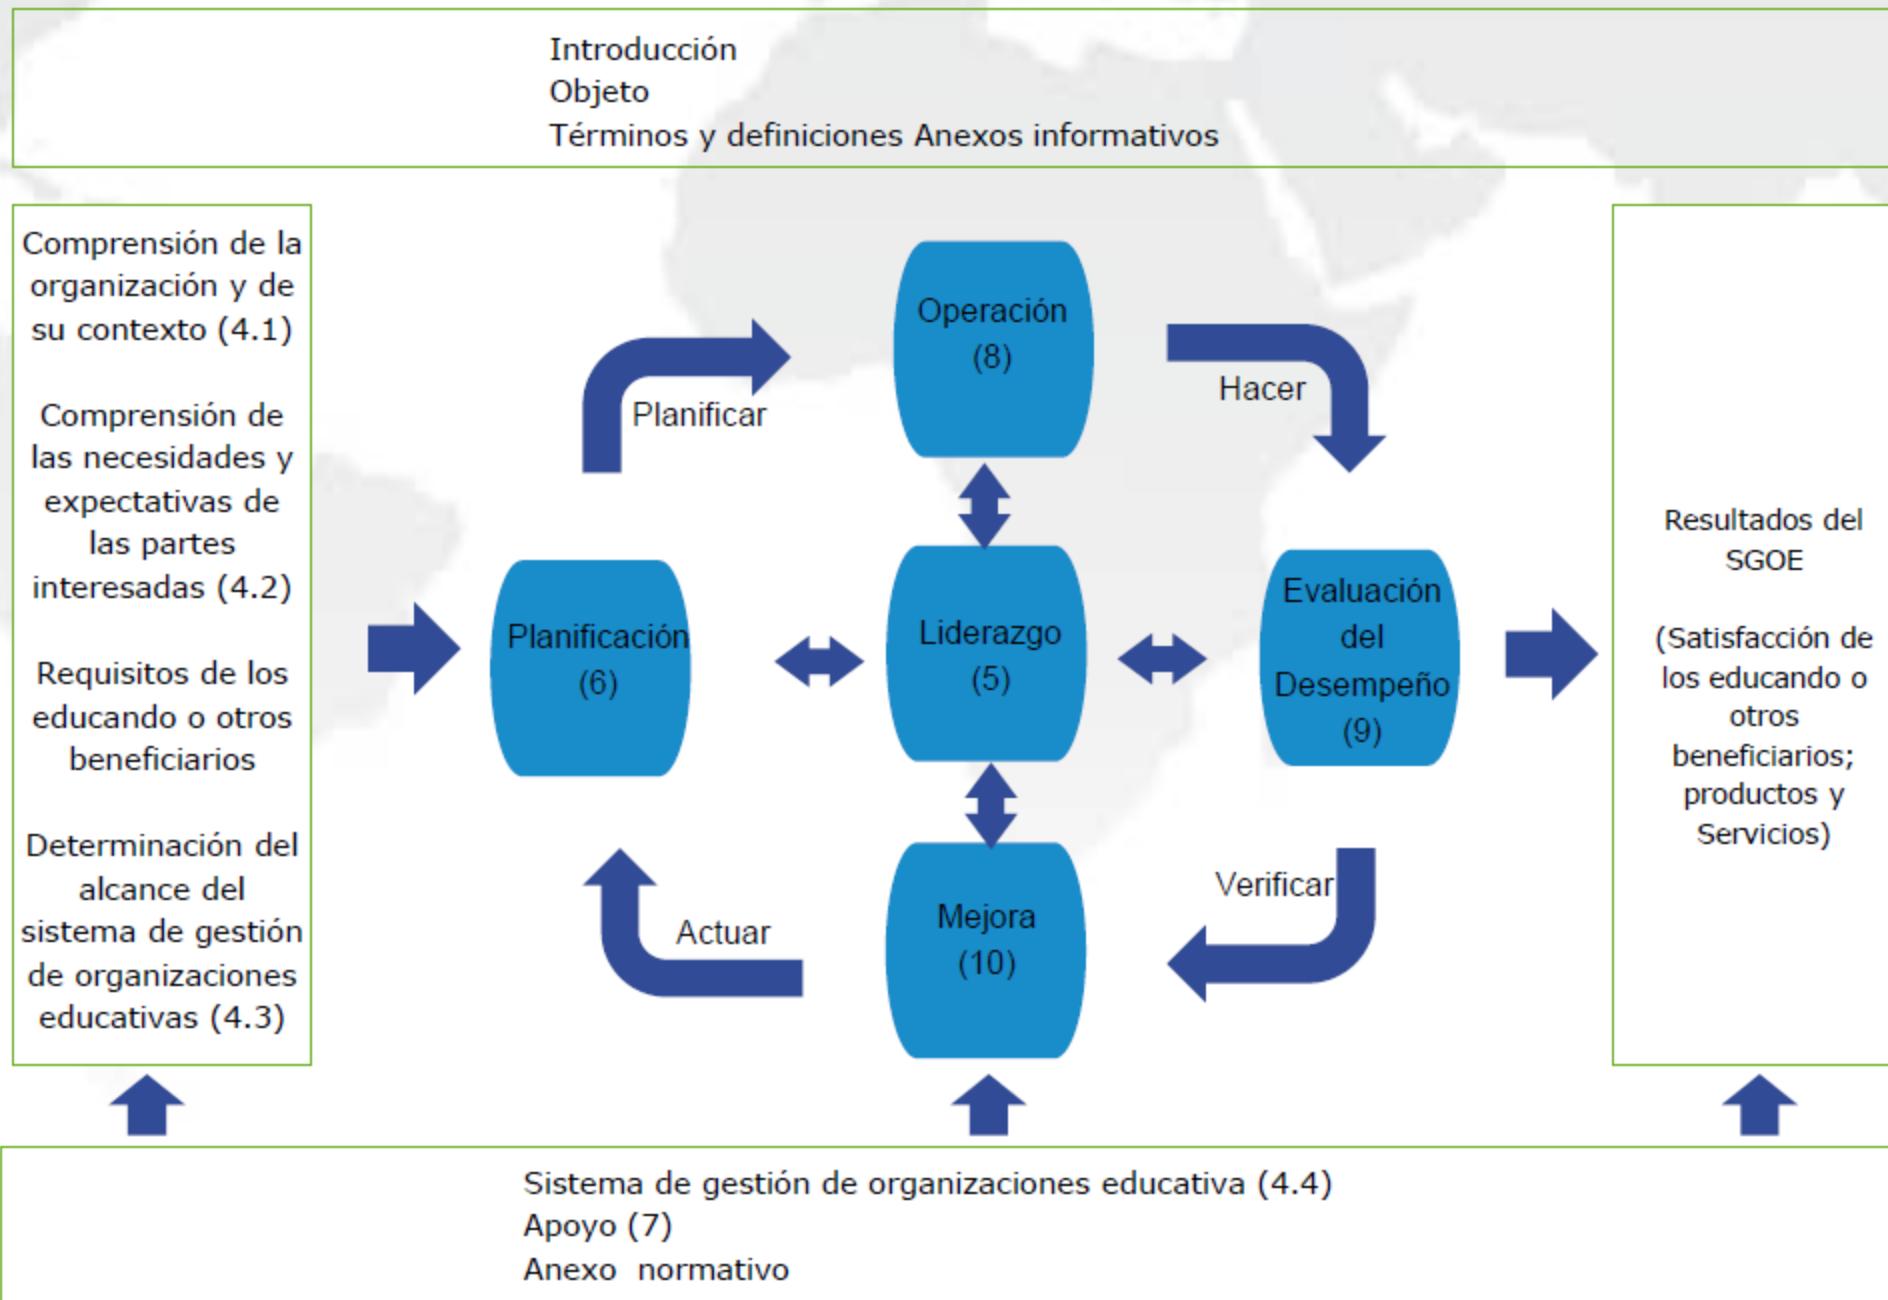 Introducción
Objeto
Términos y definiciones Anexos informativos
Comprensión de la
organización y de
su contexto (4.1)
Comprensión de
las necesidades y
expectativas de
las partes
interesadas (4.2)
Requisitos de los
educando o otros
beneficiarios
Determinación del
alcance del
sistema de gestión
de organizaciones
educativas (4.3)
Planificar
Operación
(8)
Hacer
Planificación
(6)
Liderazgo
(5)
Evaluación
del
Desempeño
(9)
Actuar
Mejora
(10)
Verificar
Resultados del
SGOE
(Satisfacción de
los educando o
otros
beneficiarios;
productos y
Servicios)
Sistema de gestión de organizaciones educativa (4.4)
Apoyo (7)
Anexo normativo